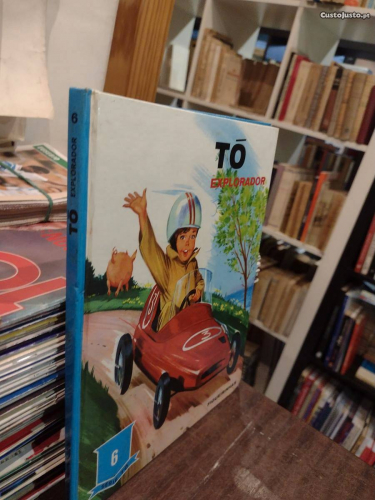 CustoJusto.pt
TÓ
EXPLORADOR
6
TÓ EXPLORADOR
6